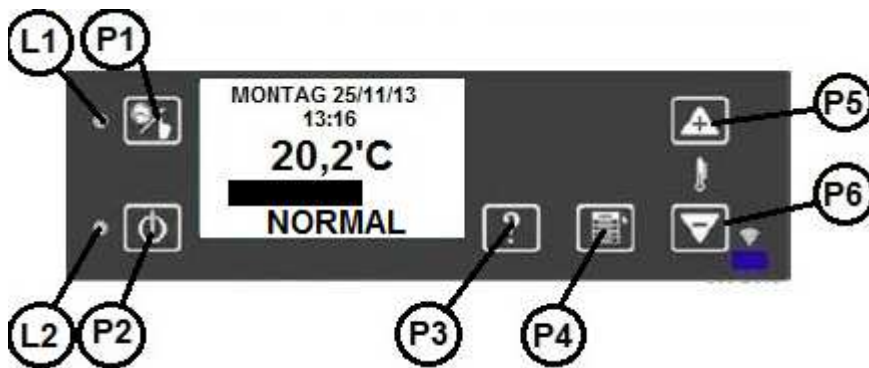 L1 P1
MONTAG 25/11/13
13:16
20,2'C
NORMAL
P5
P6
?
L2 P2 P3 P4